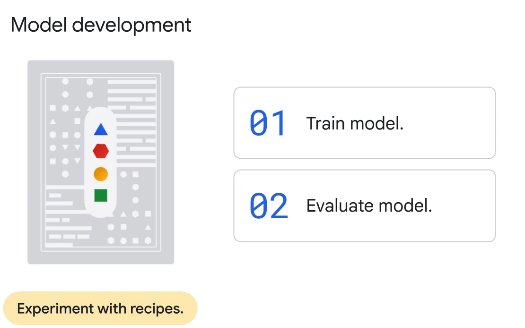 Model development
01 Train model.
02 Evaluate model.
Experiment with recipes.